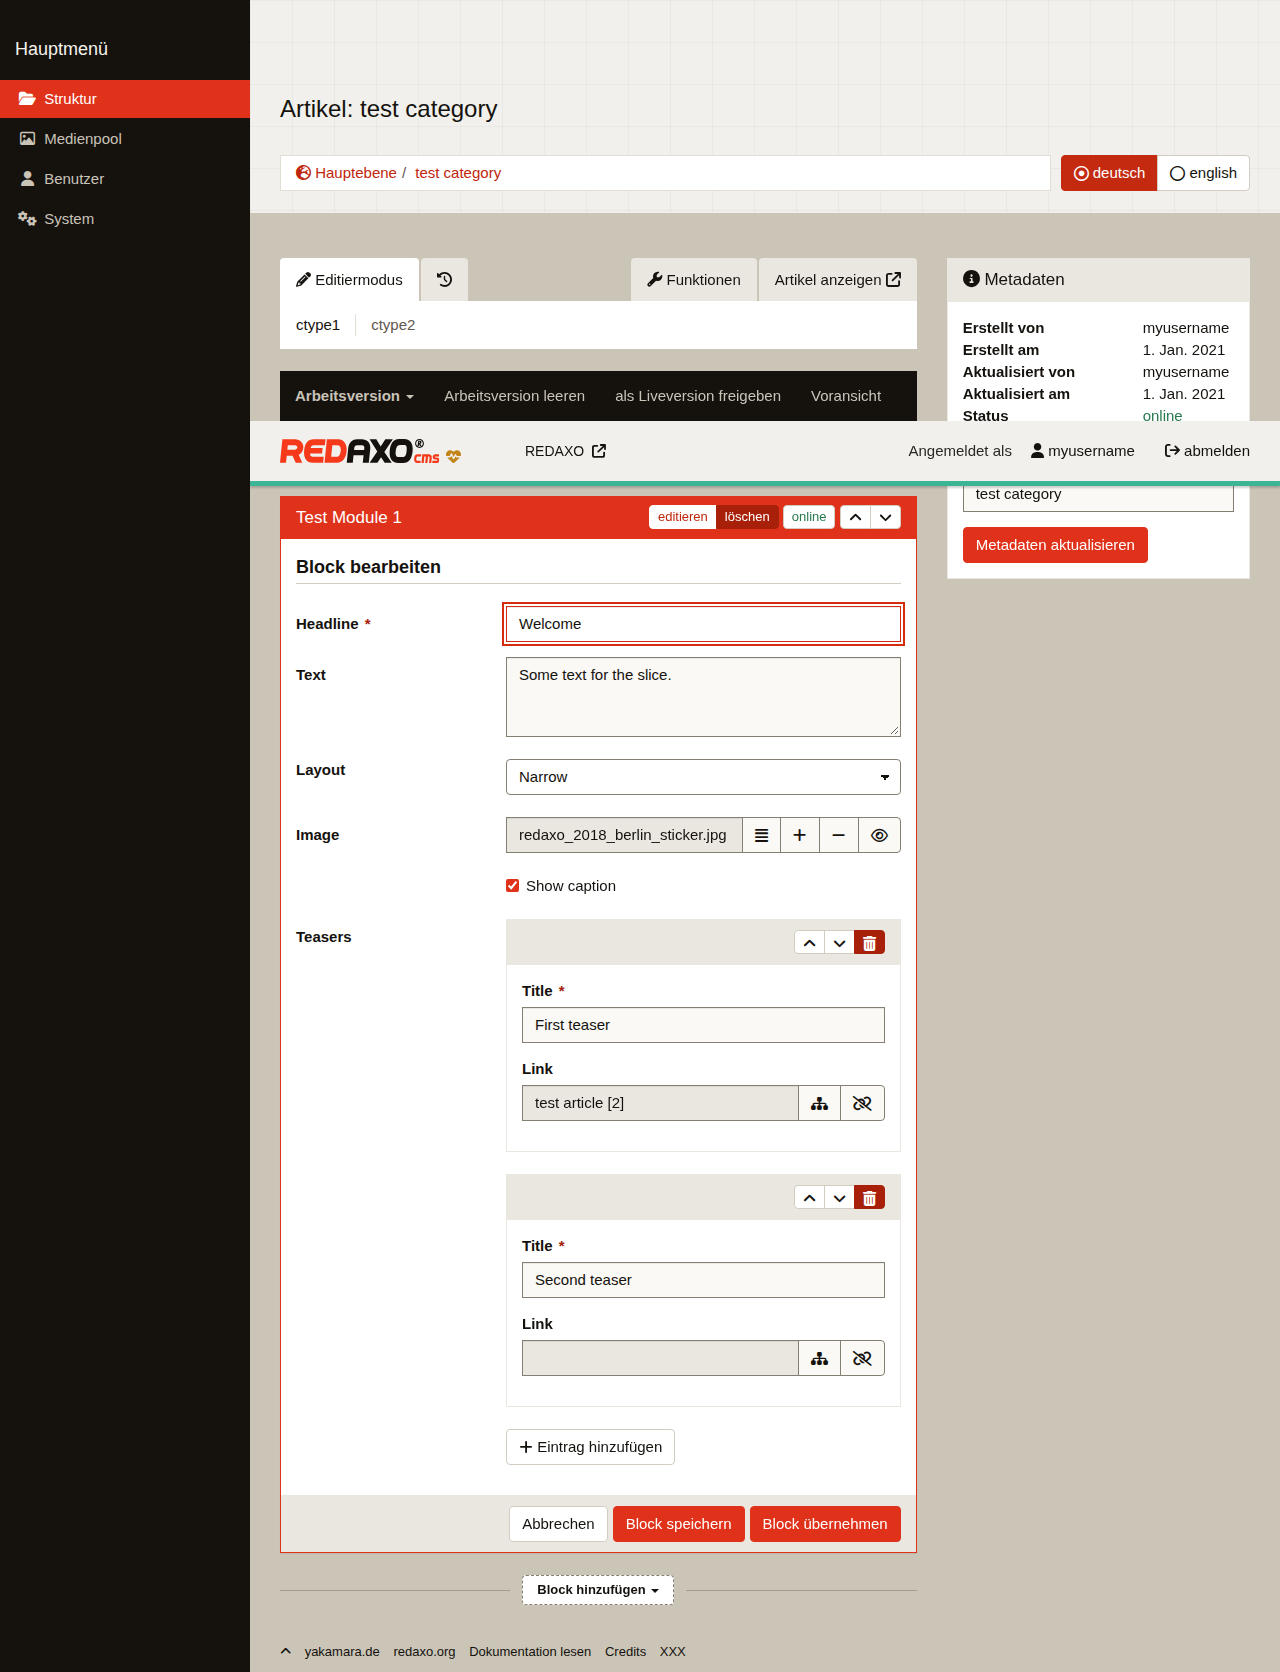 Hauptmenü
Struktur
Medienpool
Benutzer
System
Artikel: test category
Hauptebene / test category
deutsch
english
Editiermodus
Funktionen
Artikel anzeigen
ctype1
ctype2
Arbeitsversion
Arbeitsversion leeren
als Liveversion freigeben
Voransicht
Metadaten
Erstellt von myusername
Erstellt am 1. Jan. 2021
Aktualisiert von myusername
Aktualisiert am 1. Jan. 2021
Status online
REDAXO® cms
REDAXO
Angemeldet als myusername
abmelden
test category
Metadaten aktualisieren
Test Module 1
editieren
löschen
online
Block bearbeiten
Headline *
Welcome
Text
Some text for the slice.
Layout
Narrow
Image
redaxo_2018_berlin_sticker.jpg
Show caption
Teasers
Title *
First teaser
Link
test article [2]
Title *
Second teaser
Link
Eintrag hinzufügen
Abbrechen
Block speichern
Block übernehmen
Block hinzufügen
yakamara.de redaxo.org Dokumentation lesen Credits XXX